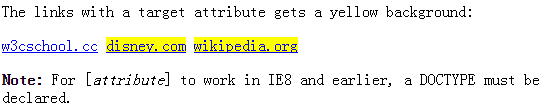 The links with a target attribute gets a yellow background:
w3cschool.cc disney.com wikipedia.org
Note: For [attribute] to work in IE8 and earlier, a DOCTYPE must be
declared.